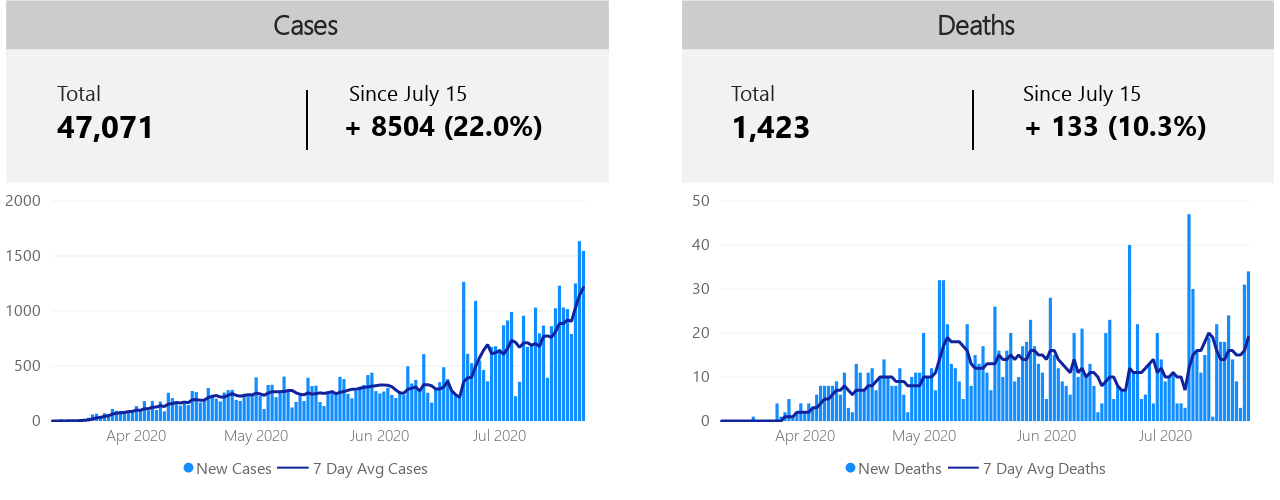 Cases
Total
47,071
Since July 15
+ 8504 (22.0%)
2000
1500
1000
500
0
Apr 2020 May 2020 Jun 2020 Jul 2020
New Cases 7 Day Avg Cases
Deaths
Total
1,423
Since July 15
+ 133 (10.3%)
50
40
30
20
10
0
Apr 2020 May 2020 Jun 2020 Jul 2020
New Deaths 7 Day Avg Deaths